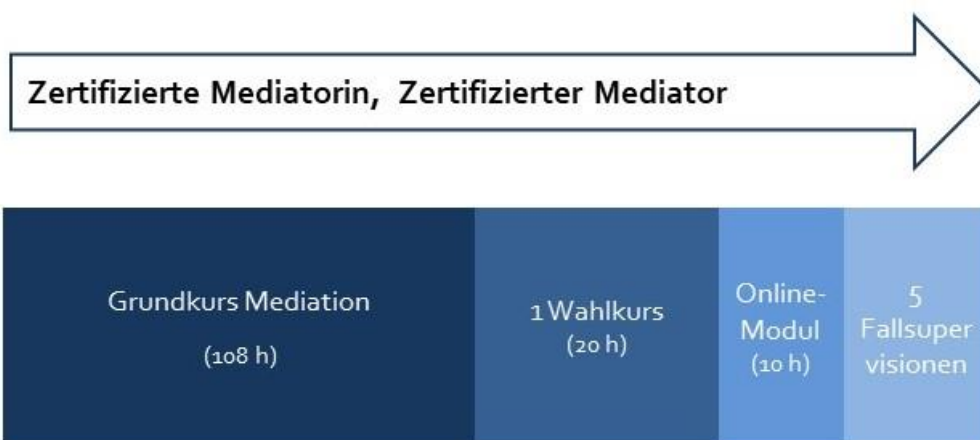 Zertifizierte Mediatorin, Zertifizierter Mediator
Grundkurs Mediation
(108 h)
1 Wahlkurs
(20 h)
Online-
Modul
(10 h)
5
Fallsuper
visionen